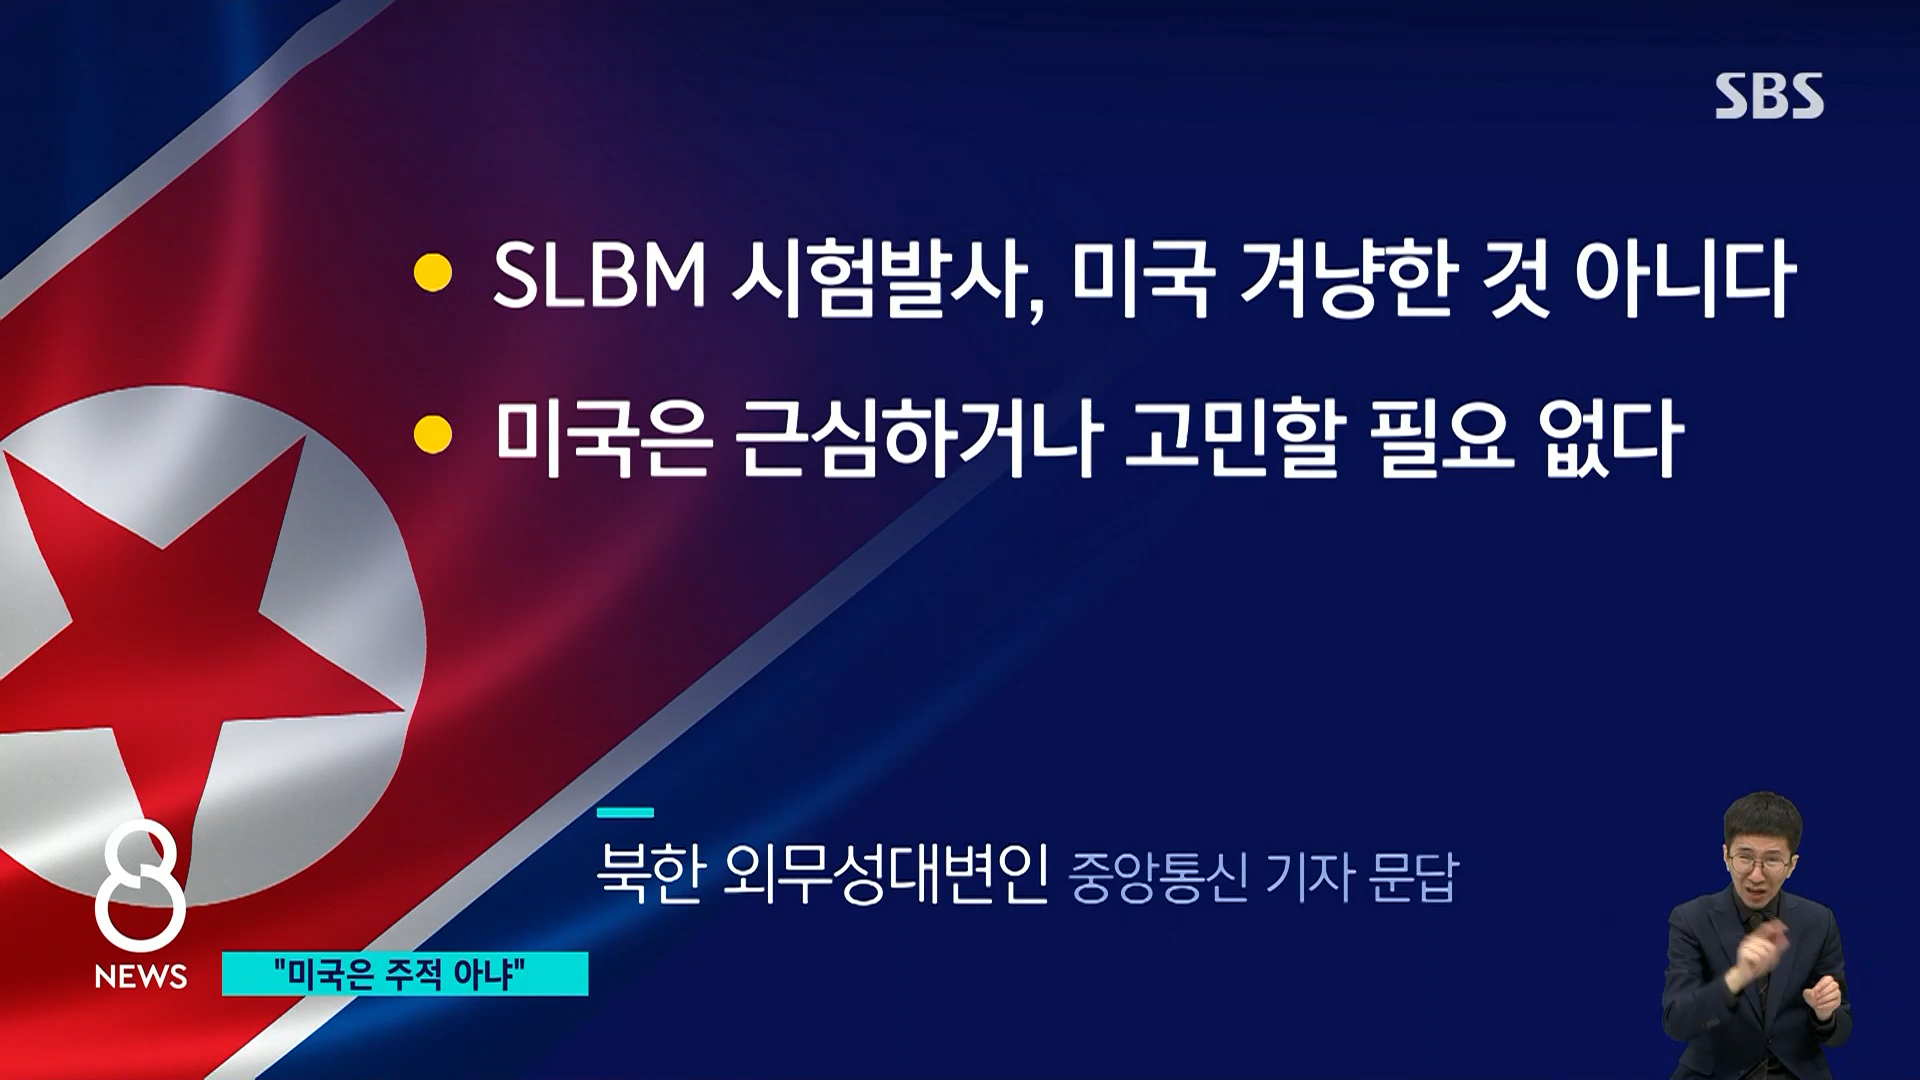 SBS
SLBM 시험발사, 미국 겨냥한 것 아니다
미국은 근심하거나 고민할 필요 없다
북한 외무성대변인 중앙통신 기자 문답
8
NEWS
"미국은 주적 아냐"